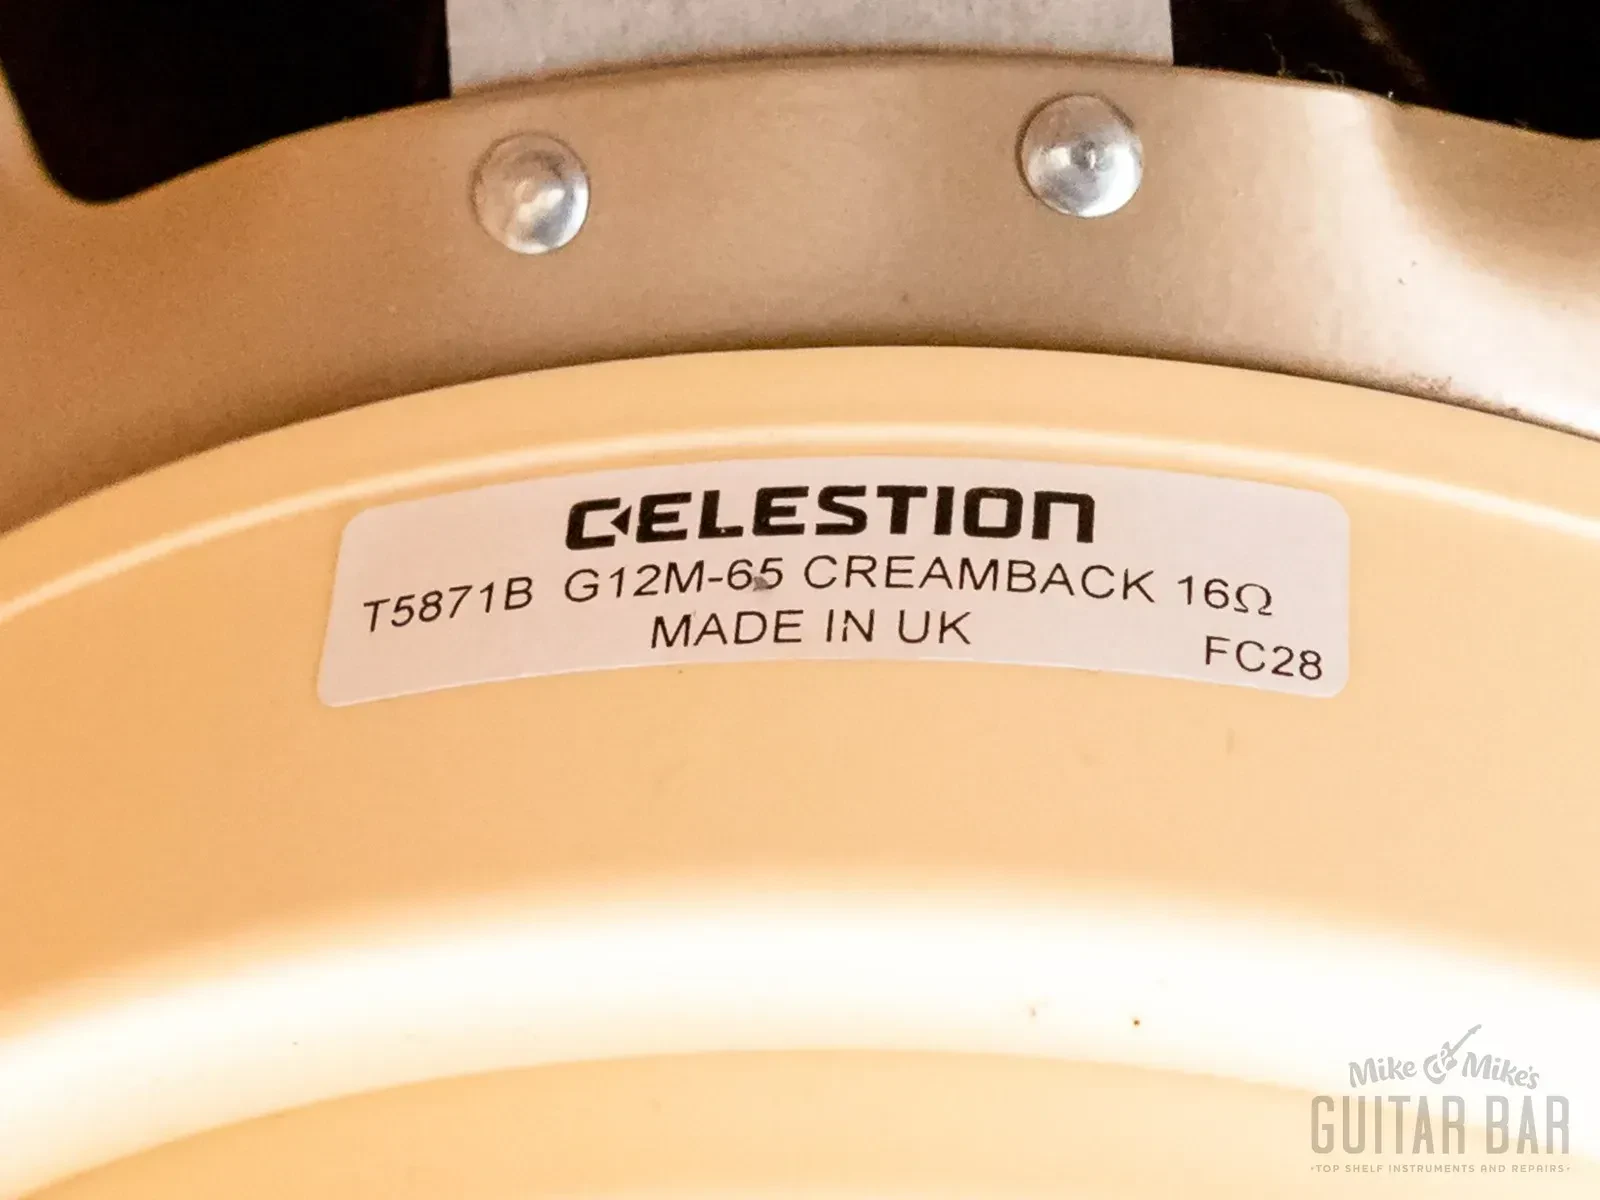 CELESTION
T5871B G12M-65 CREAMBACK 16Ω
MADE IN UK
FC28
Mike & Mike's
GUITAR BAR
·TOP SHELF INSTRUMENTS AND REPAIRS·